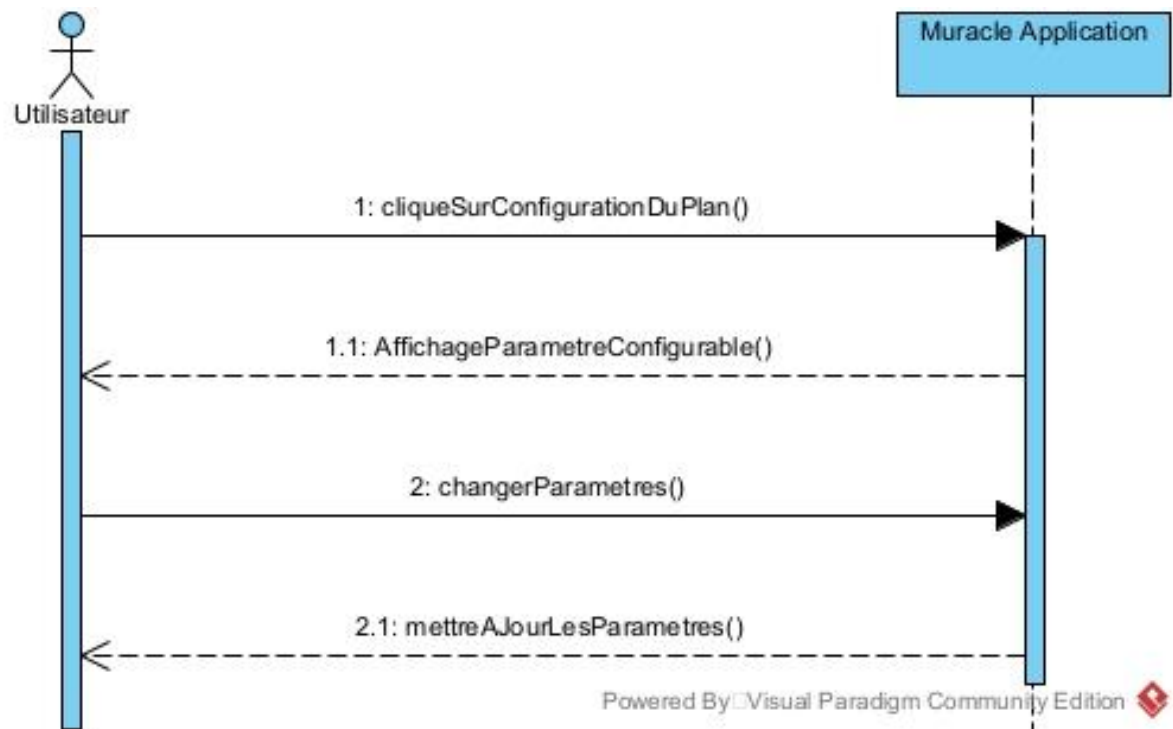 Muracle Application
Utilisateur
1: cliqueSurConfigurationDuPlan()
1.1: AffichageParametreConfigurable()
2: changerParametres()
2.1: mettreAJourLesParametres()
Powered By Visual Paradigm Community Edition